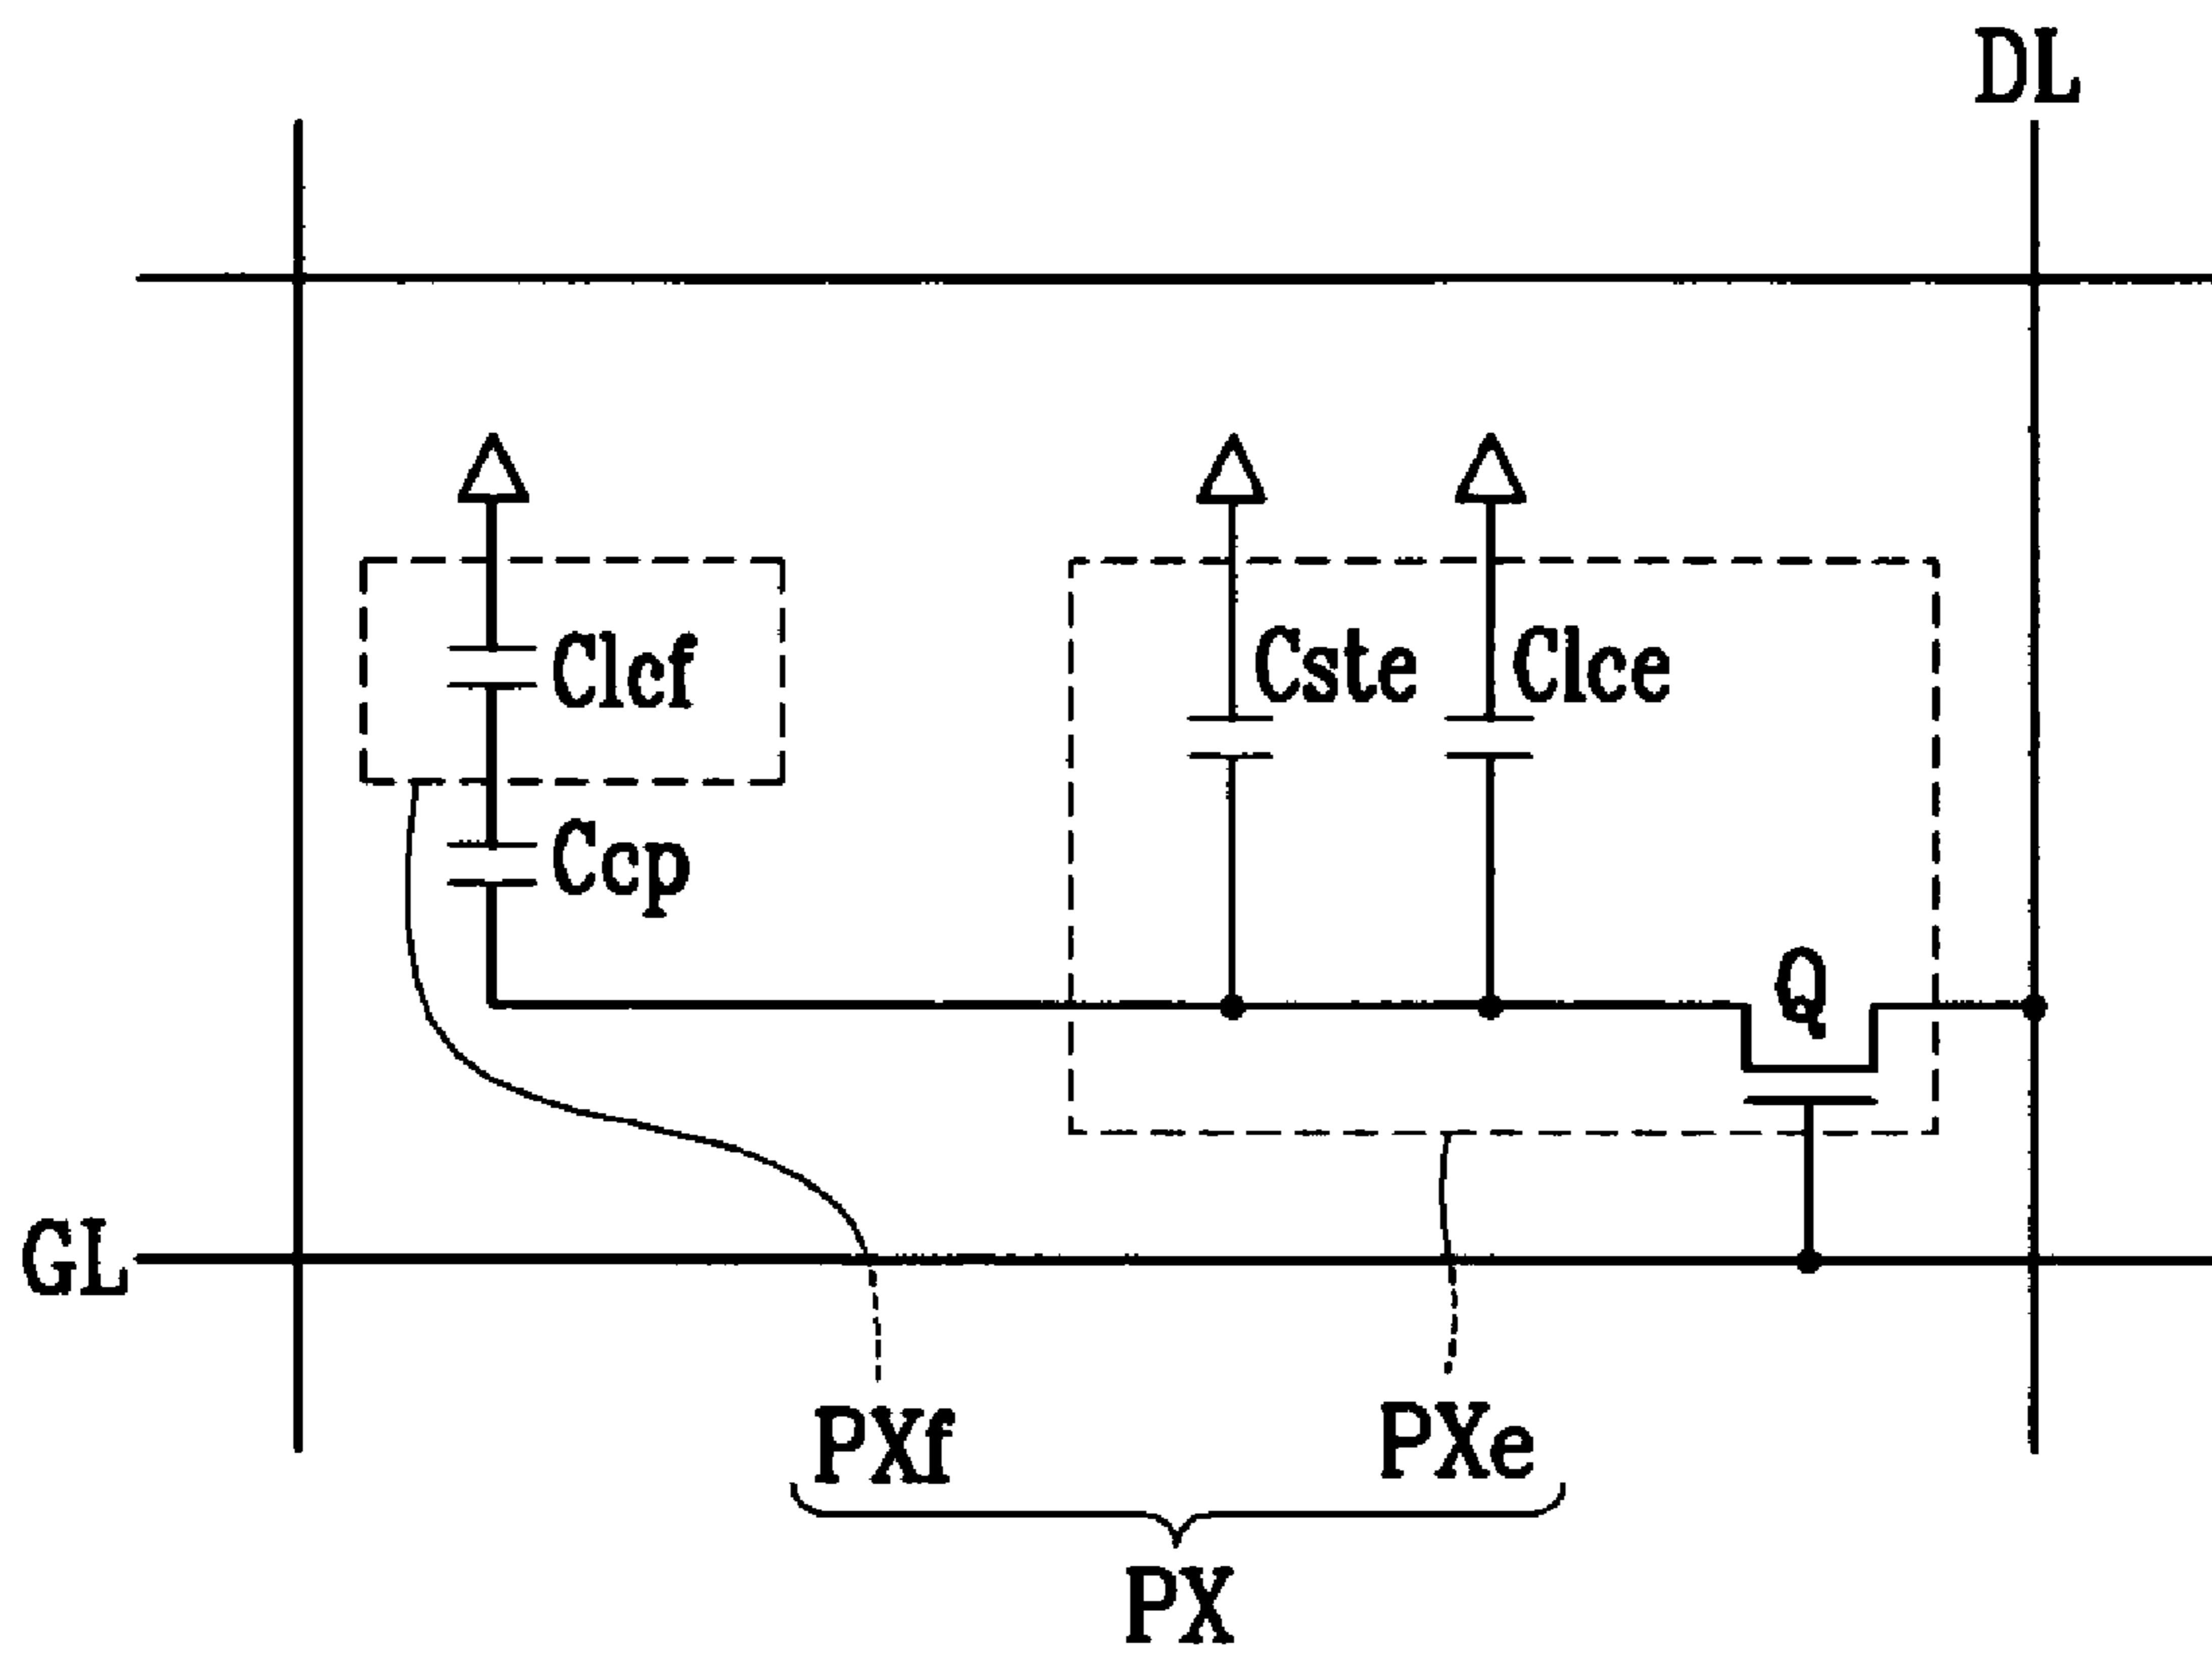 DL
Clcf
Cste
Clce
Ccp
Q
GL
PXf
PXe
PX